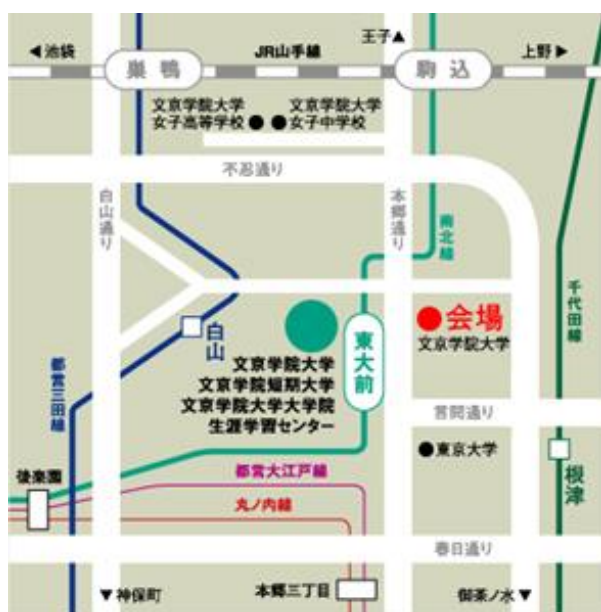 王子▲
◀池袋
巣鴨
JR山手線
駒込
上野▶
文京学院大学
女子高等学校
文京学院大学
女子中学校
不忍通り
白山通り
本郷通り
南北線
千代田線
白山
都営三田線
東大前
会場
文京学院大学
文京学院大学
文京学院短期大学
文京学院大学大学院
生涯学習センター
言問通り
東京大学
根津
後楽園
都営大江戸線
丸ノ内線
春日通り
▼神保町
本郷三丁目
御茶ノ水▼